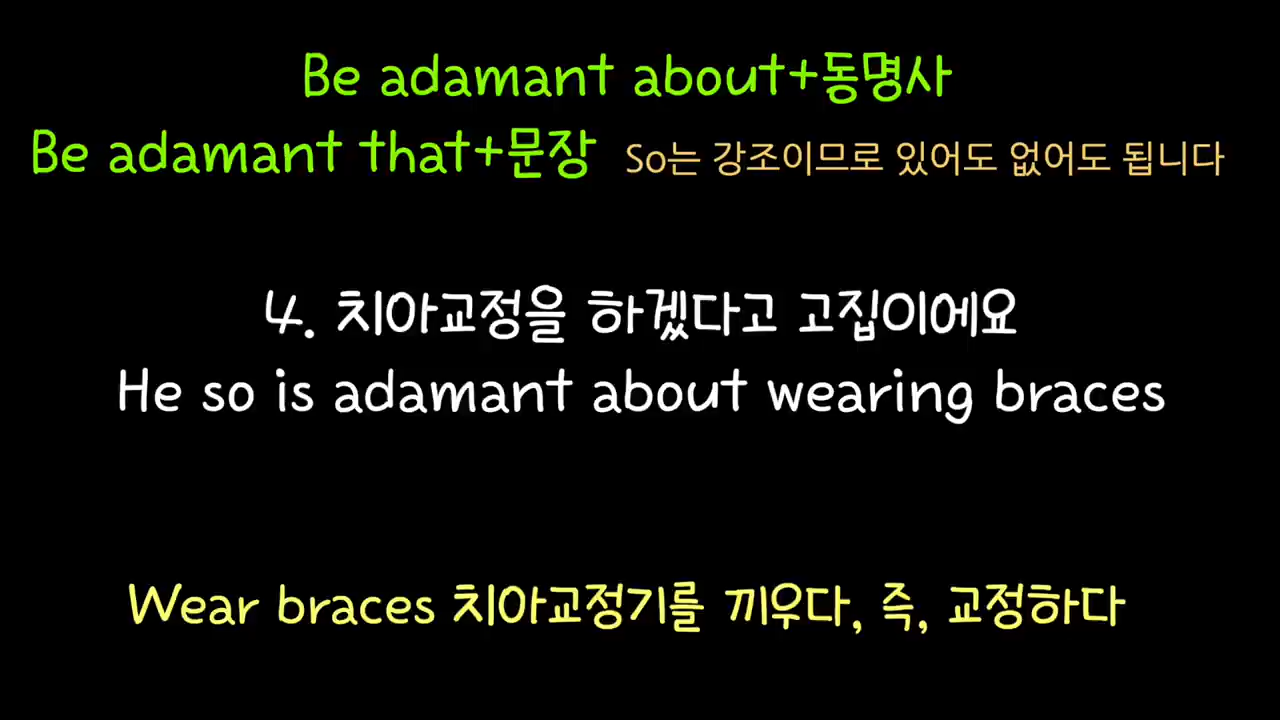 Be adamant about+동명사
Be adamant that+문장 So는 강조이므로 있어도 없어도 됩니다
4. 치아교정을 하겠다고 고집이에요
He so is adamant about wearing braces
Wear braces 치아교정기를 끼우다, 즉, 교정하다